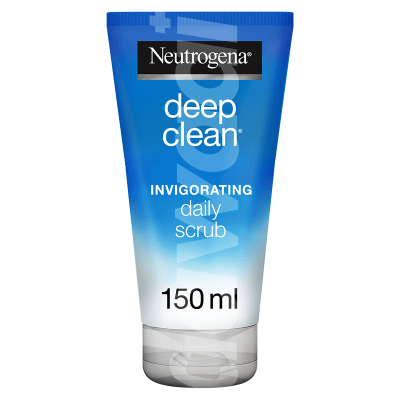 Neutrogena®
deep
clean®
INVIGORATING
daily
scrub
150 ml